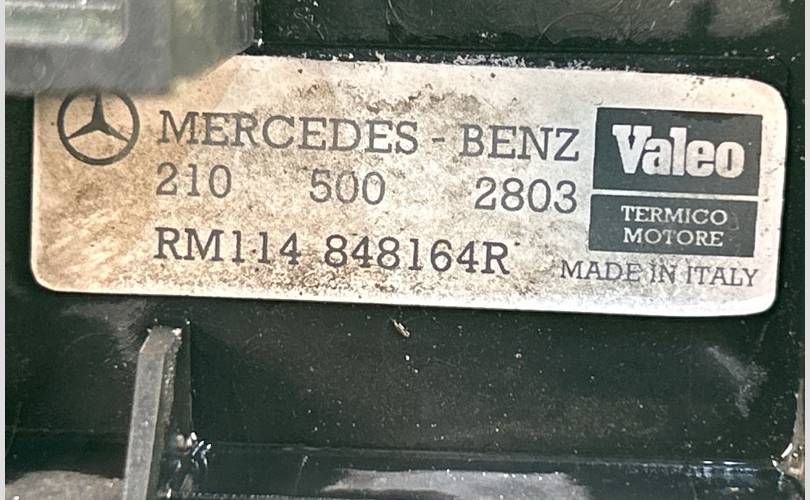 MERCEDES - BENZ
210 500 2803
RM114 848164R
Valeo
TERMICO
MOTORE
MADE IN ITALY